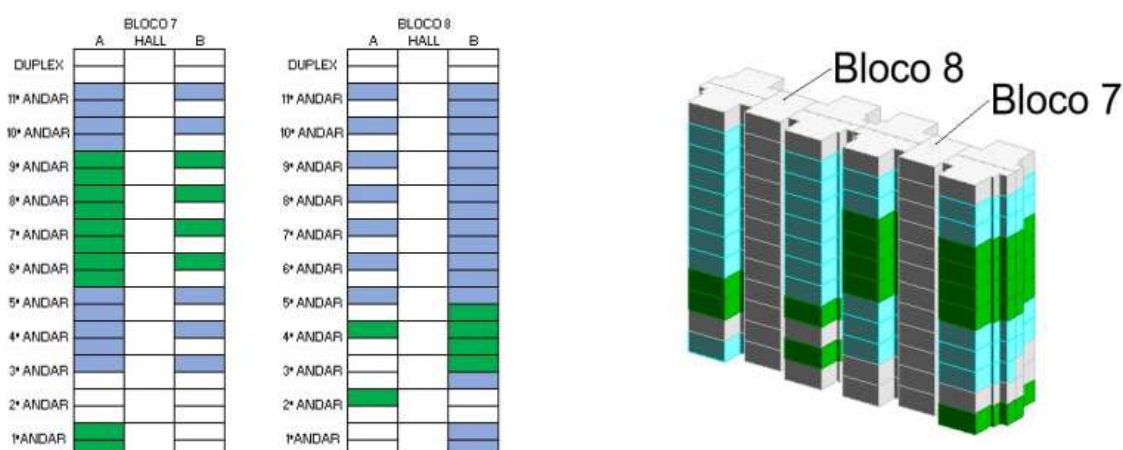 BLOCO 7
A HALL B
DUPLEX
11º ANDAR
10º ANDAR
9º ANDAR
8º ANDAR
7º ANDAR
6º ANDAR
5º ANDAR
4º ANDAR
3º ANDAR
2º ANDAR
1ºANDAR
BLOCO 8
A HALL B
DUPLEX
11º ANDAR
10º ANDAR
9º ANDAR
8º ANDAR
7º ANDAR
6º ANDAR
5º ANDAR
4º ANDAR
3º ANDAR
2º ANDAR
1ºANDAR
Bloco 8
Bloco 7